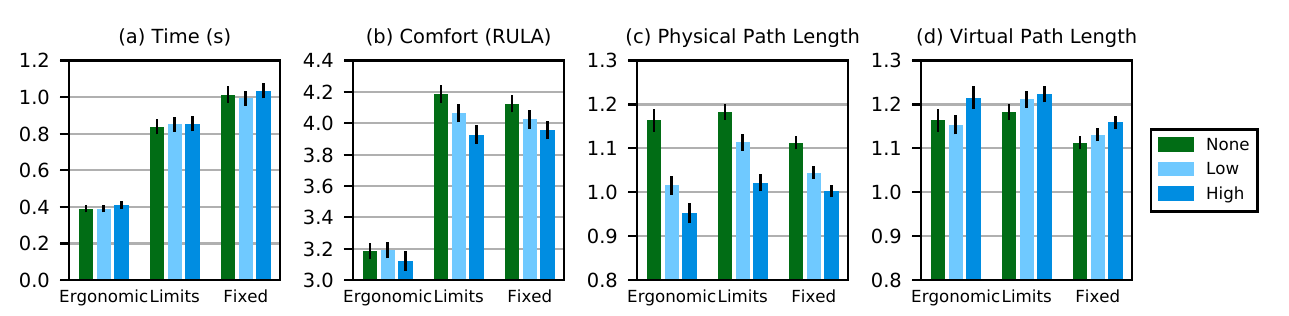 (a) Time (s)
1.2
1.0
0.8
0.6
0.4
0.2
0.0
Ergonomic Limits Fixed
(b) Comfort (RULA)
4.4
4.2
4.0
3.8
3.6
3.4
3.2
3.0
Ergonomic Limits Fixed
(c) Physical Path Length
1.3
1.2
1.1
1.0
0.9
0.8
Ergonomic Limits Fixed
(d) Virtual Path Length
1.3
1.2
1.1
1.0
0.9
0.8
Ergonomic Limits Fixed
None
Low
High